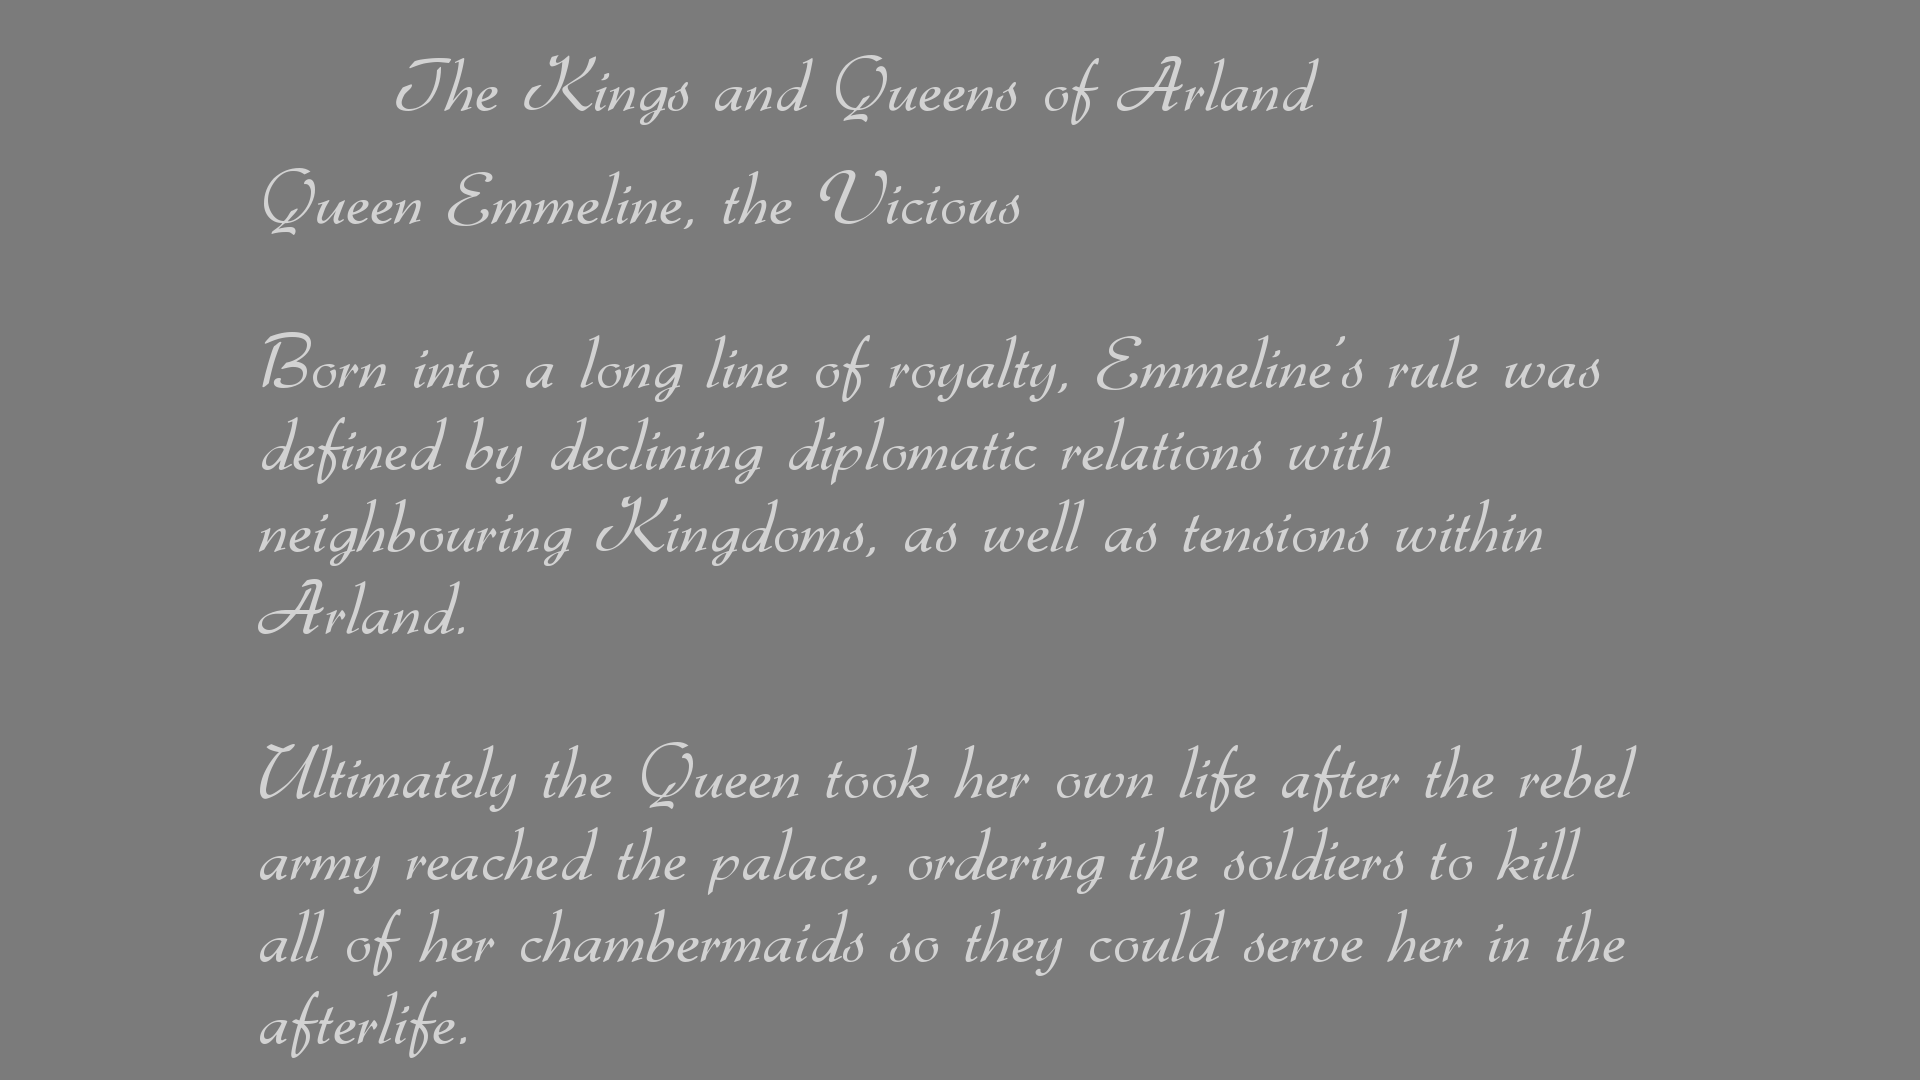 The Kings and Queens of Arland
Queen Emmeline, the Vicious
Born into a long line of royalty, Emmeline's rule was
defined by declining diplomatic relations with
neighbouring Kingdoms, as well as tensions within
Arland.
Ultimately the Queen took her own life after the rebel
army reached the palace, ordering the soldiers to kill
all of her chambermaids so they could serve her in the
afterlife.